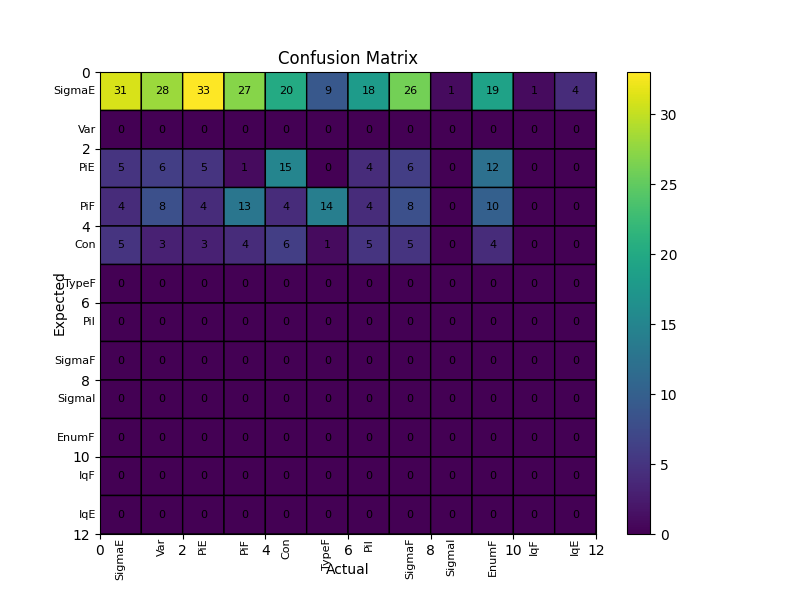 Confusion Matrix
0
SigmaE 31 28 33 27 20 9 18 26 1 19 1 4
Var 0 0 0 0 0 0 0 0 0 0 0 0
2
PiE 5 6 5 1 15 0 4 6 0 12 0 0
PiF 4 8 4 13 4 14 4 8 0 10 0 0
4
Con 5 3 3 4 6 1 5 5 0 4 0 0
TypeF 0 0 0 0 0 0 0 0 0 0 0 0
Expected
6
PiI 0 0 0 0 0 0 0 0 0 0 0 0
SigmaF 0 0 0 0 0 0 0 0 0 0 0 0
8
SigmaI 0 0 0 0 0 0 0 0 0 0 0 0
EnumF 0 0 0 0 0 0 0 0 0 0 0 0
10
IqF 0 0 0 0 0 0 0 0 0 0 0 0
IqE 0 0 0 0 0 0 0 0 0 0 0 0
12
0 2 4 6 8 10 12
SigmaE Var PiE PiF Con TypeF PiI SigmaF SigmaI EnumF IqF IqE
Actual
30
25
20
15
10
5
0